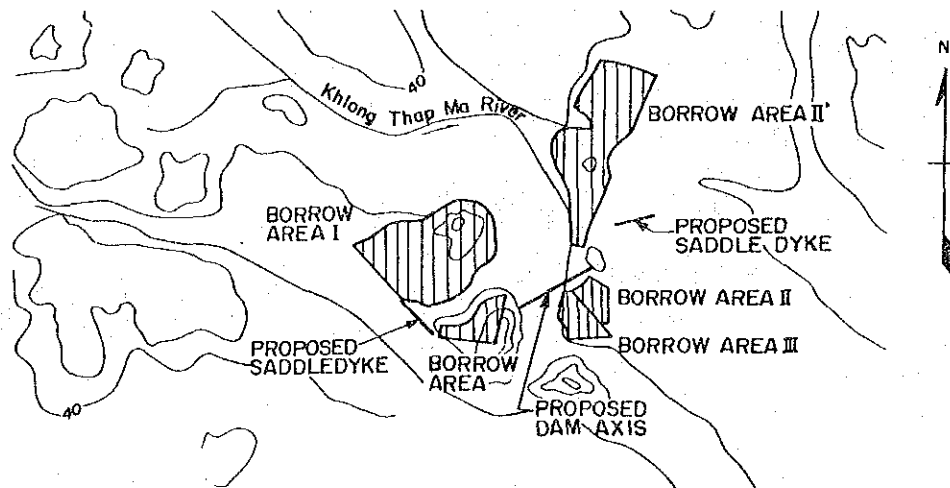 N
40
Khlong Thap Ma River
BORROW AREA II'
BORROW
AREA I
PROPOSED
SADDLE DYKE
BORROW AREA II
BORROW AREA III
PROPOSED
SADDLEDYKE
BORROW
AREA
PROPOSED
DAM AXIS
40